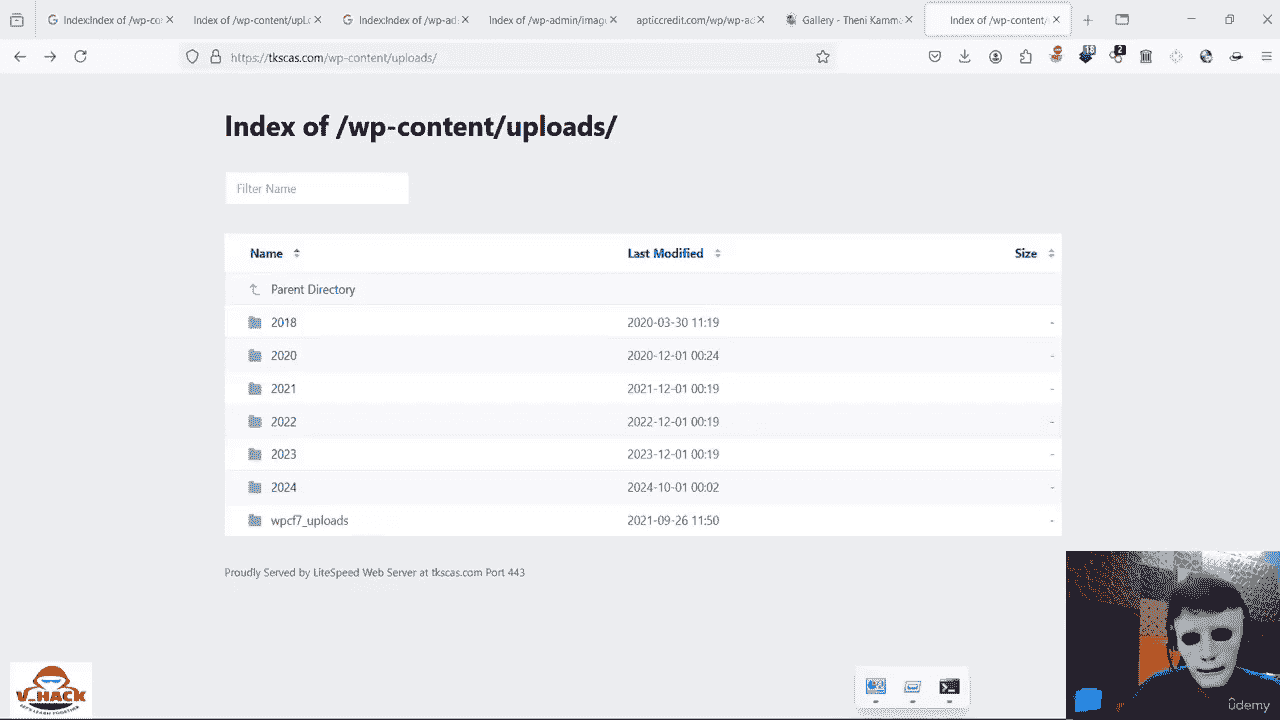 Index:Index of /wp-co
Index of /wp-content/upl
Index:Index of /wp-ad
Index of /wp-admin/imag
apticcredit.com/wp/wp-ad
Gallery - Theni Kamm
Index of /wp-content/
https://tkscas.com/wp-content/uploads/
18
2
Index of /wp-content/uploads/
Filter Name
Name Last Modified Size
Parent Directory
2018 2020-03-30 11:19 -
2020 2020-12-01 00:24 -
2021 2021-12-01 00:19 -
2022 2022-12-01 00:19 -
2023 2023-12-01 00:19 -
2024 2024-10-01 00:02 -
wpcf7_uploads 2021-09-26 11:50 -
Proudly Served by LiteSpeed Web Server at tkscas.com Port 443
V_HACK
Udemy